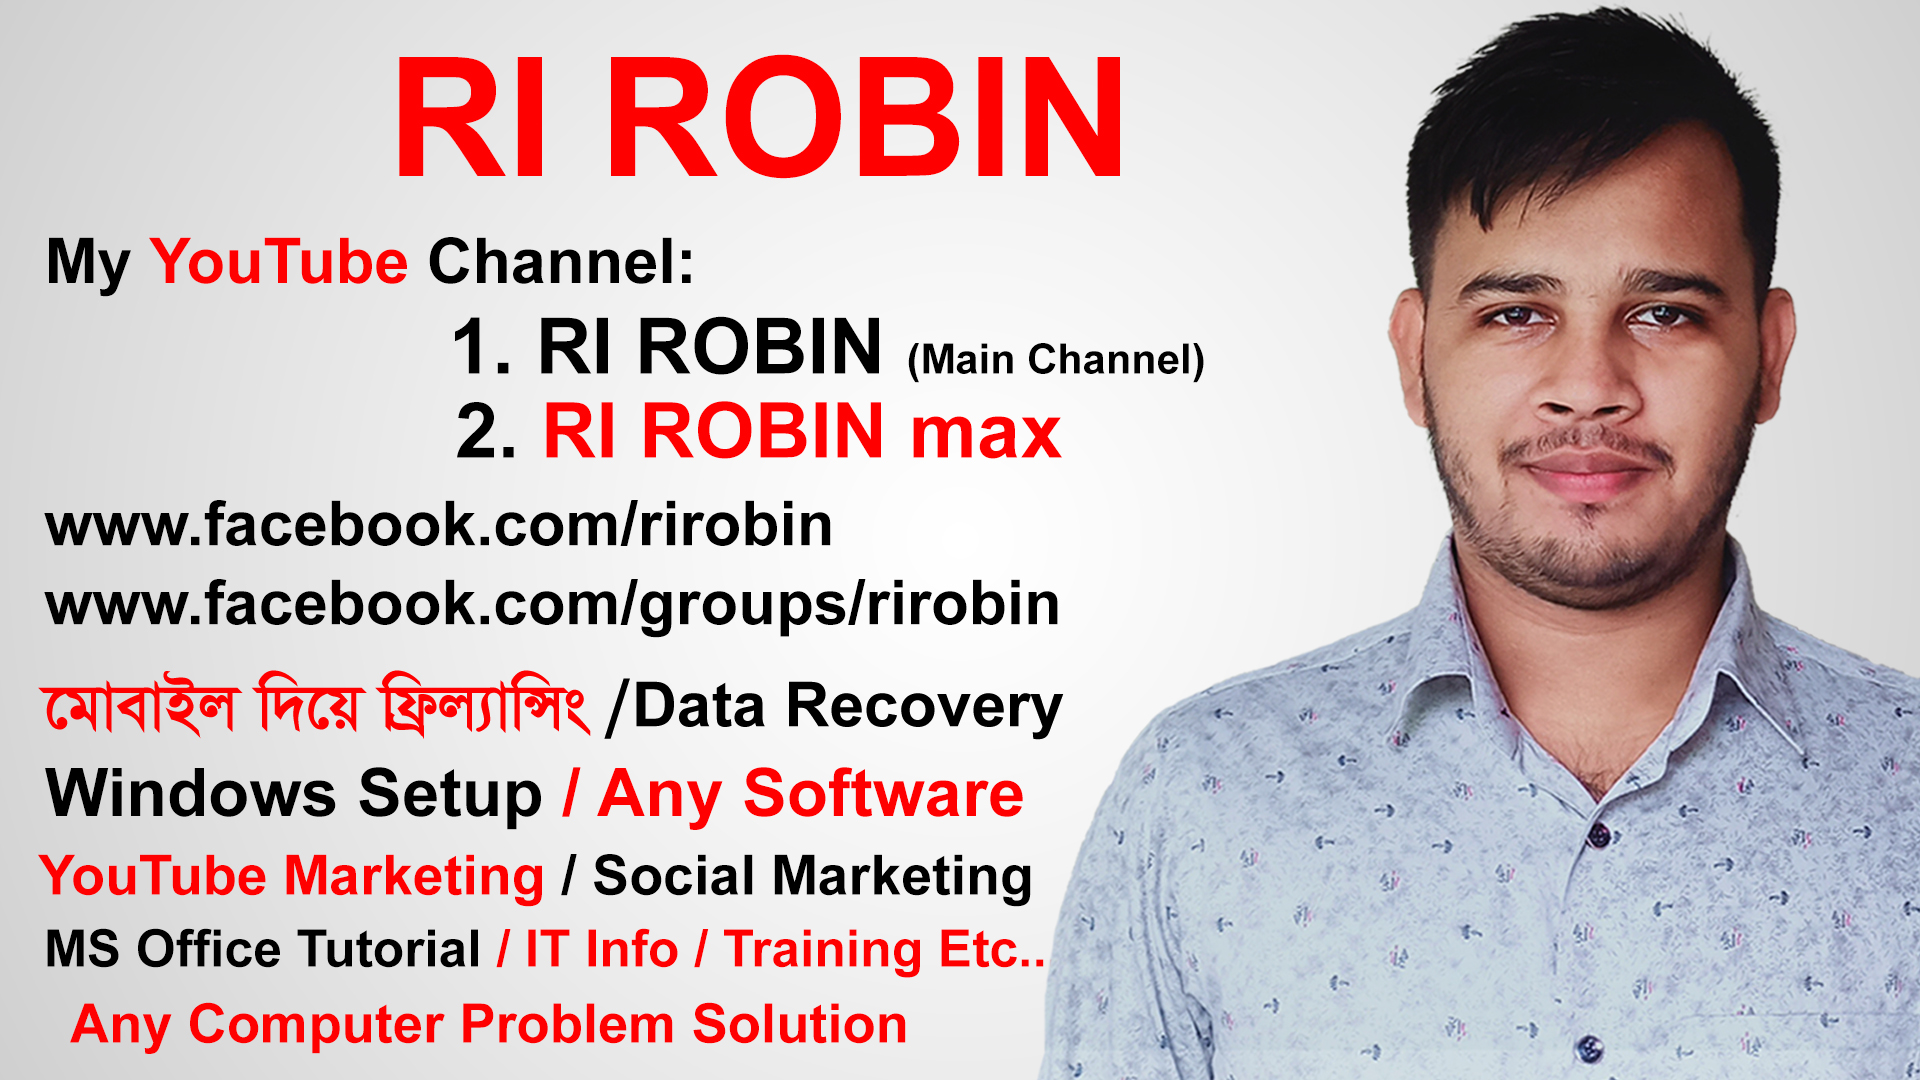 RI ROBIN
My YouTube Channel:
1. RI ROBIN (Main Channel)
2. RI ROBIN max
www.facebook.com/rirobin
www.facebook.com/groups/rirobin
মোবাইল দিয়ে ফ্রিল্যান্সিং /Data Recovery
Windows Setup / Any Software
YouTube Marketing / Social Marketing
MS Office Tutorial / IT Info / Training Etc..
Any Computer Problem Solution